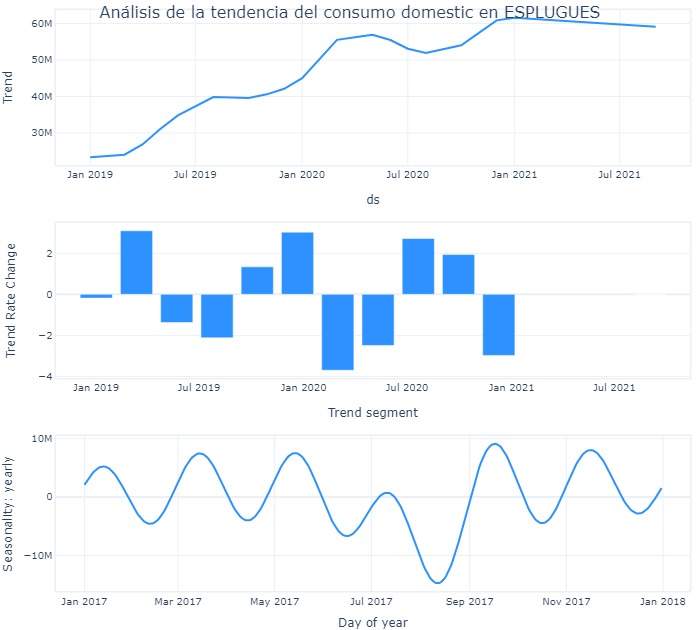 Análisis de la tendencia del consumo domestic en ESPLUGUES
60M
50M
40M
30M
Trend
Jan 2019 Jul 2019 Jan 2020 Jul 2020 Jan 2021 Jul 2021
ds
2
0
−2
−4
Trend Rate Change
Jan 2019 Jul 2019 Jan 2020 Jul 2020 Jan 2021 Jul 2021
Trend segment
10M
0
−10M
Seasonality: yearly
Jan 2017 Mar 2017 May 2017 Jul 2017 Sep 2017 Nov 2017 Jan 2018
Day of year